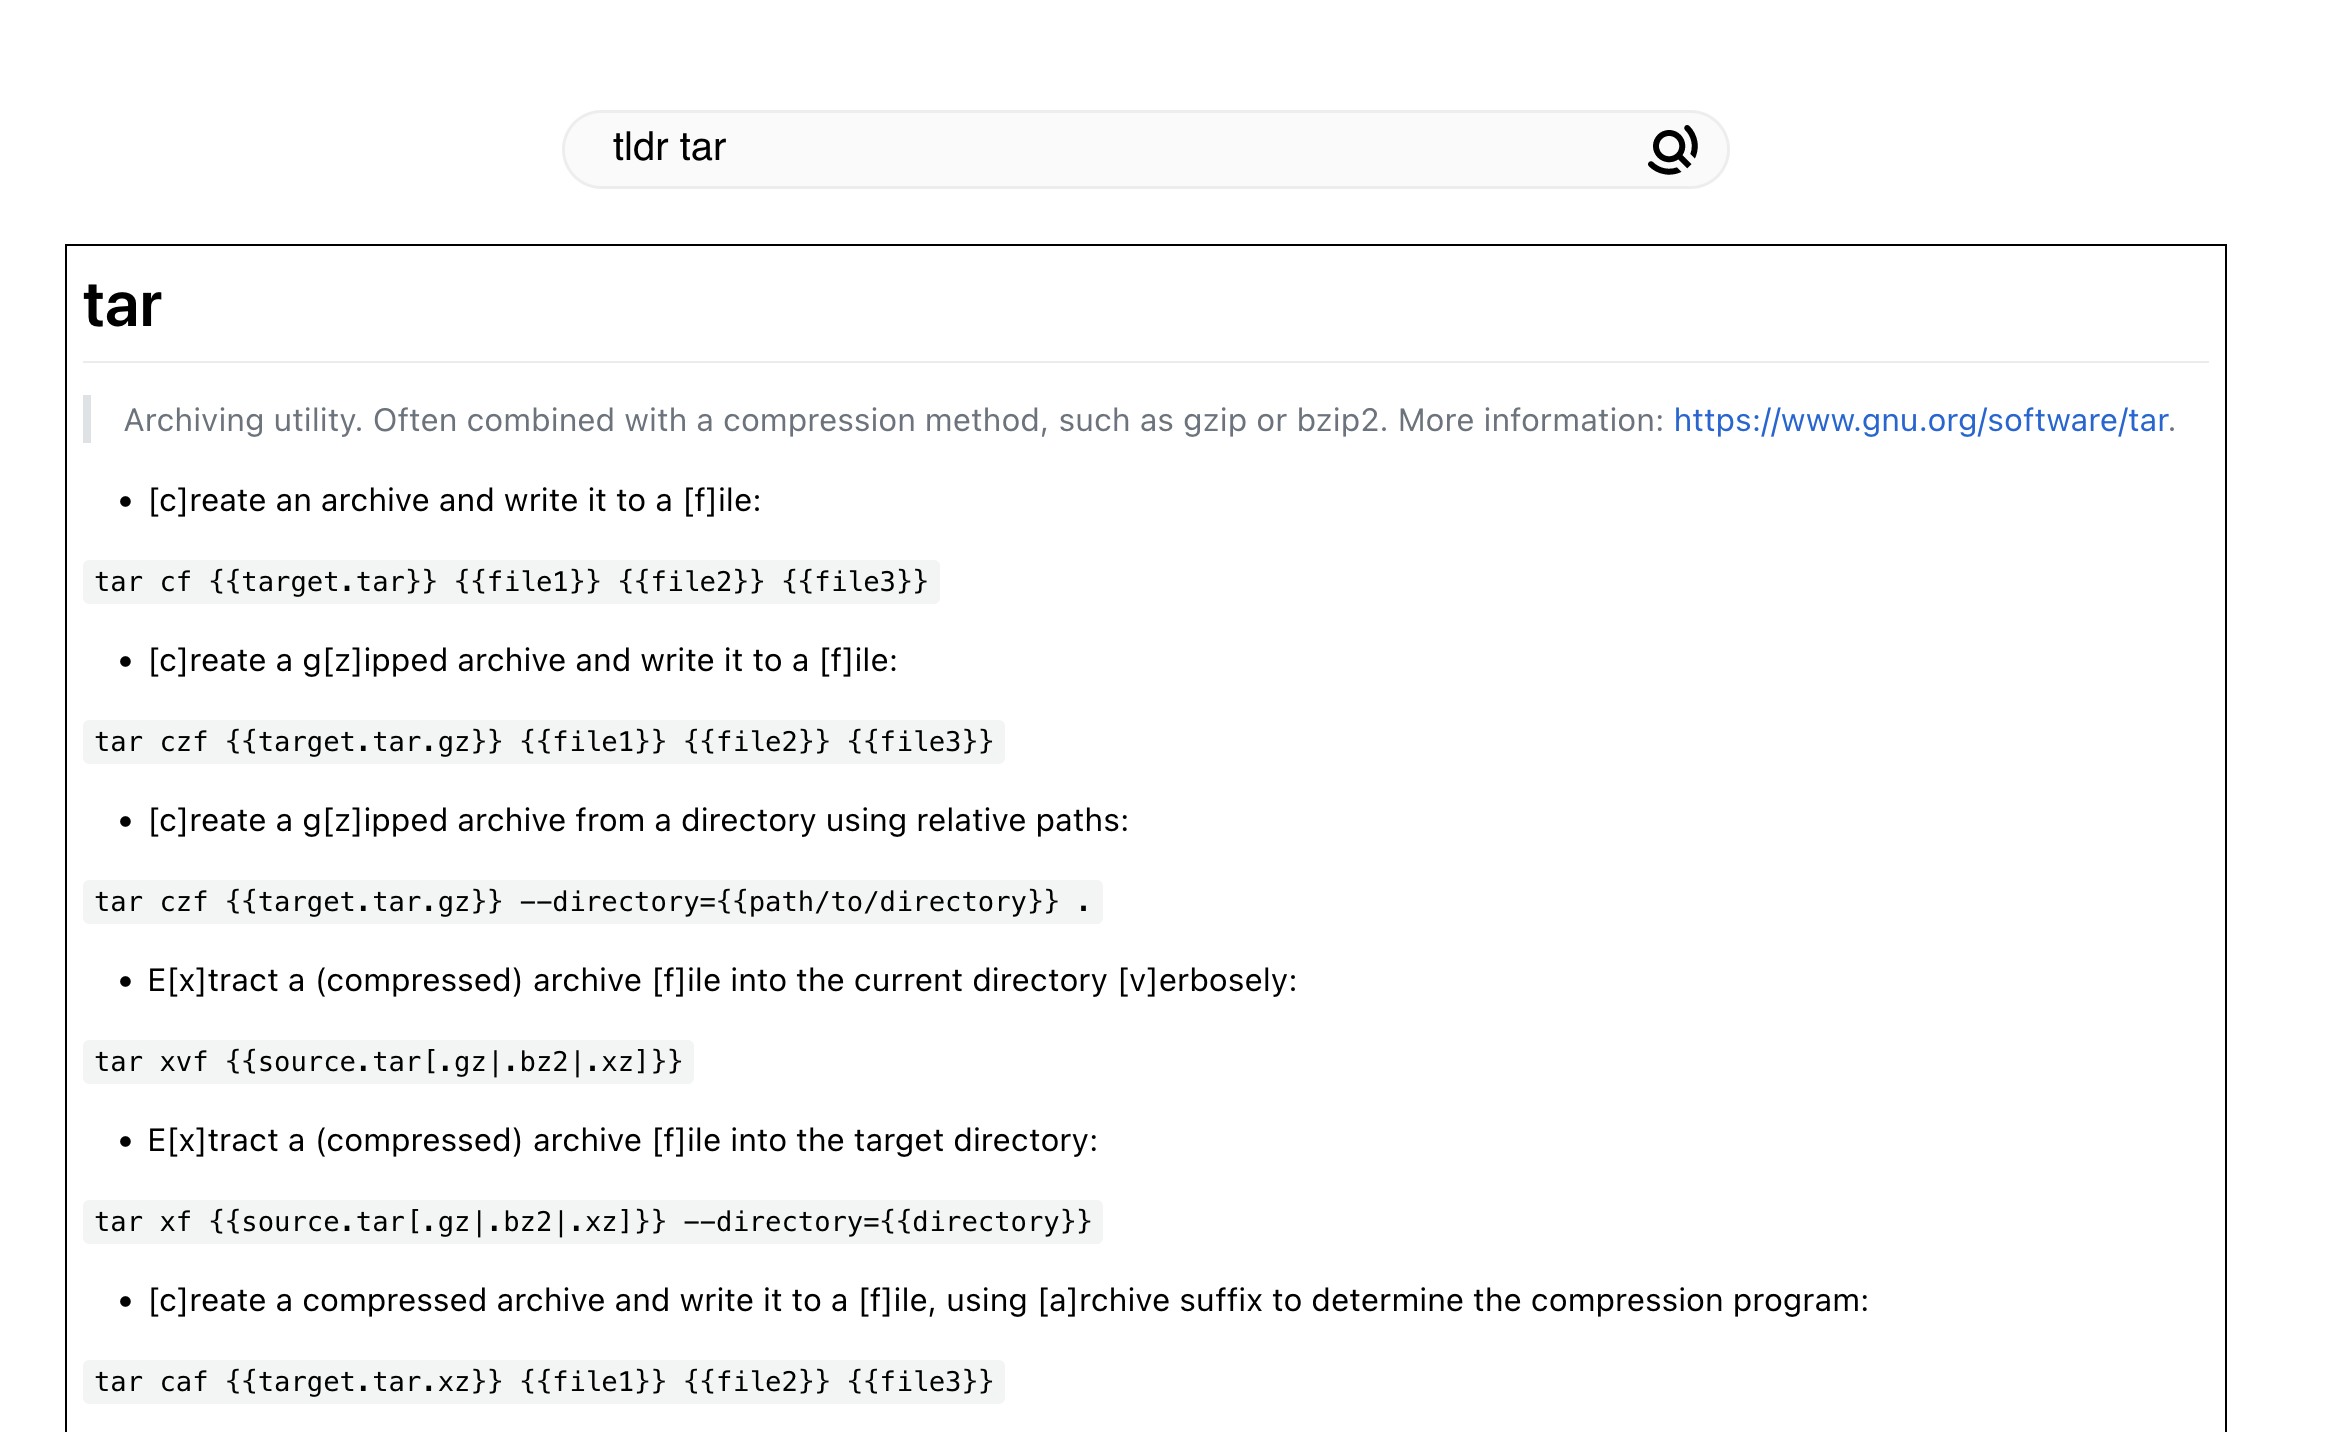 tldr tar
tar
Archiving utility. Often combined with a compression method, such as gzip or bzip2. More information: https://www.gnu.org/software/tar.
• [c]reate an archive and write it to a [f]ile:
tar cf {{target.tar}} {{file1}} {{file2}} {{file3}}
• [c]reate a g[z]ipped archive and write it to a [f]ile:
tar czf {{target.tar.gz}} {{file1}} {{file2}} {{file3}}
• [c]reate a g[z]ipped archive from a directory using relative paths:
tar czf {{target.tar.gz}} --directory={{path/to/directory}} .
• E[x]tract a (compressed) archive [f]ile into the current directory [v]erbosely:
tar xvf {{source.tar[.gz|.bz2|.xz]}}
• E[x]tract a (compressed) archive [f]ile into the target directory:
tar xf {{source.tar[.gz|.bz2|.xz]}} --directory={{directory}}
• [c]reate a compressed archive and write it to a [f]ile, using [a]rchive suffix to determine the compression program:
tar caf {{target.tar.xz}} {{file1}} {{file2}} {{file3}}